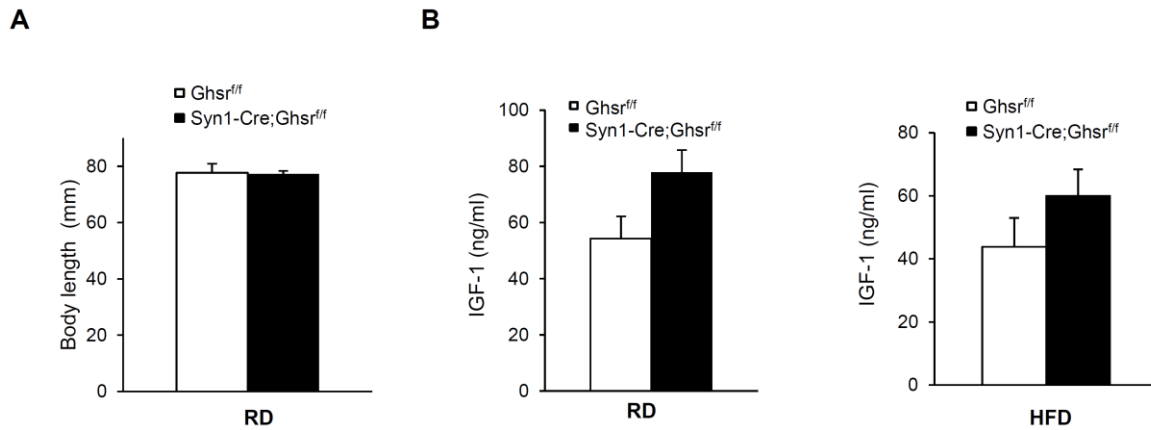 A
B
Ghsr^f/f
Syn1-Cre;Ghsr^f/f
Body length (mm)
80
60
40
20
0
RD
Ghsr^f/f
Syn1-Cre;Ghsr^f/f
IGF-1 (ng/ml)
100
80
60
40
20
0
RD
Ghsr^f/f
Syn1-Cre;Ghsr^f/f
IGF-1 (ng/ml)
80
60
40
20
0
HFD